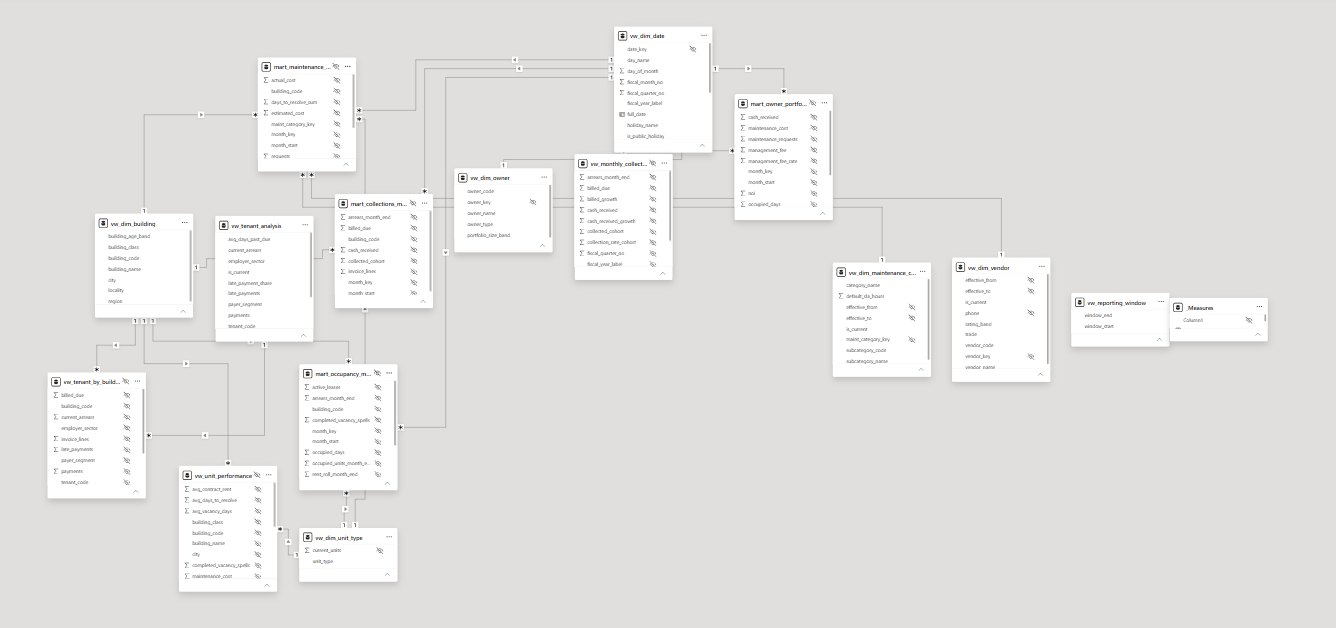 vw_dim_date
date_key
day_name
day_of_month
fiscal_month_no
fiscal_quarter_no
fiscal_year_label
full_date
holiday_name
is_public_holiday
mart_maintenance_...
actual_cost
building_code
days_to_resolve_sum
estimated_cost
maint_category_key
month_key
month_start
requests
mart_owner_portfo...
cash_received
maintenance_cost
maintenance_requests
management_fee
management_fee_rate
month_key
month_start
noi
occupied_days
vw_monthly_collect...
arrears_month_end
billed_due
billed_growth
cash_received
cash_received_growth
collected_cohort
collection_rate_cohort
fiscal_quarter_no
fiscal_year_label
vw_dim_owner
owner_code
owner_key
owner_name
owner_type
portfolio_size_band
mart_collections_m...
arrears_month_end
billed_due
building_code
cash_received
collected_cohort
invoice_lines
month_key
month_start
vw_dim_building
building_age_band
building_class
building_code
building_name
city
locality
region
vw_tenant_analysis
avg_days_past_due
current_arrears
employer_sector
is_current
late_payment_share
late_payments
payer_segment
payments
tenant_code
vw_dim_maintenance_c...
category_name
default_sla_hours
effective_from
effective_to
is_current
maint_category_key
subcategory_code
subcategory_name
vw_dim_vendor
effective_from
effective_to
is_current
phone
rating_band
trade
vendor_code
vendor_key
vendor_name
vw_reporting_window
window_end
window_start
_Measures
Column1
vw_tenant_by_build...
billed_due
building_code
current_arrears
employer_sector
invoice_lines
late_payments
payer_segment
payments
tenant_code
mart_occupancy_m...
active_leases
arrears_month_end
building_code
completed_vacancy_spells
month_key
month_start
occupied_days
occupied_units_month_e...
rent_roll_month_end
vw_unit_performance
avg_contract_rent
avg_days_to_resolve
avg_vacancy_days
building_class
building_code
building_name
city
completed_vacancy_spells
maintenance_cost
vw_dim_unit_type
current_units
unit_type